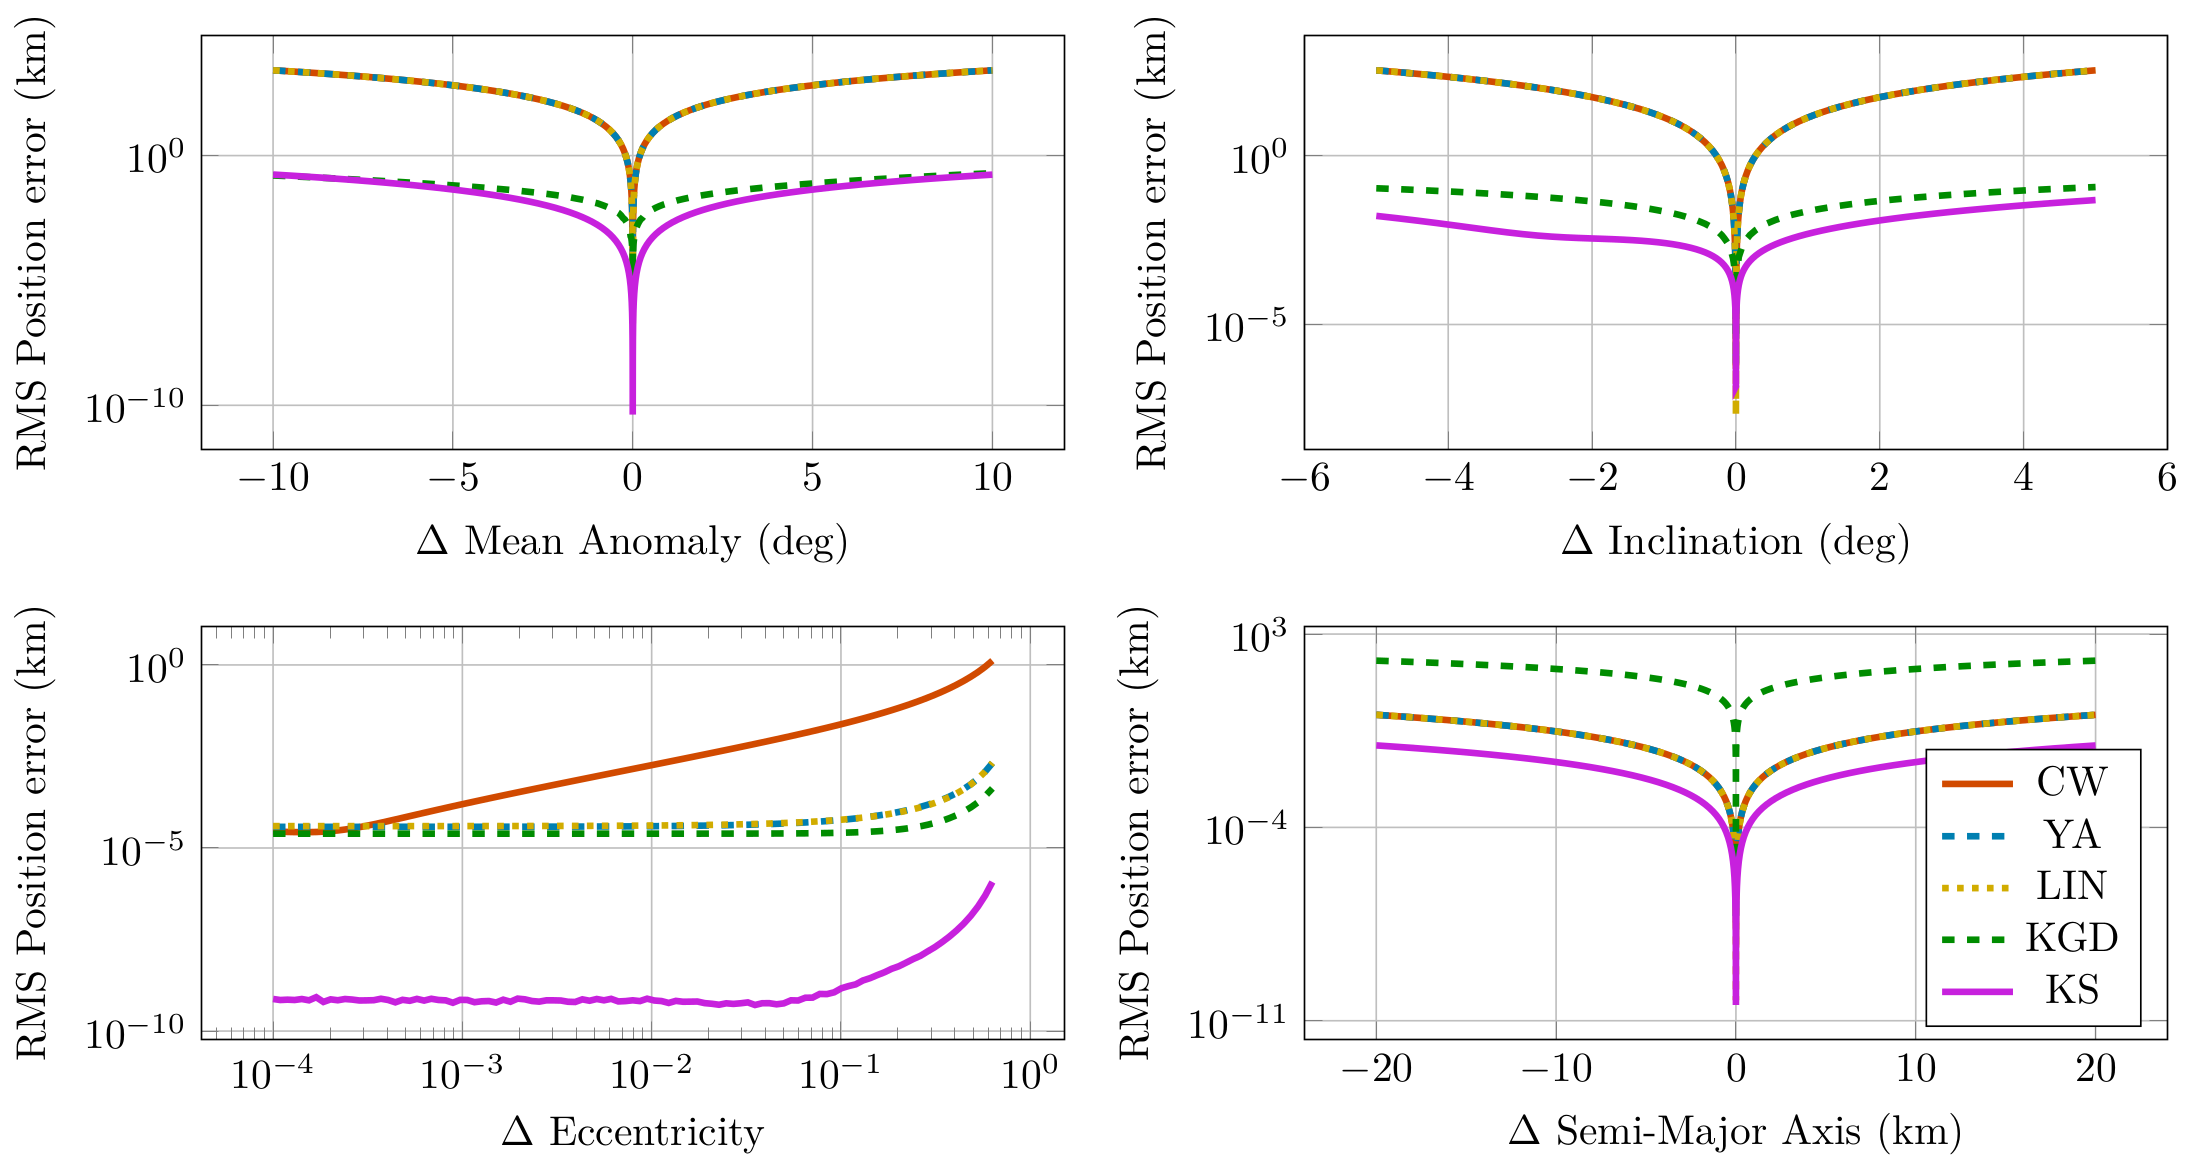 RMS Position error (km)
10^0
10^−10
−10 −5 0 5 10
Δ Mean Anomaly (deg)
RMS Position error (km)
10^0
10^−5
−6 −4 −2 0 2 4 6
Δ Inclination (deg)
RMS Position error (km)
10^0
10^−5
10^−10
10^−4 10^−3 10^−2 10^−1 10^0
Δ Eccentricity
RMS Position error (km)
10^3
10^−4
10^−11
−20 −10 0 10 20
Δ Semi-Major Axis (km)
CW
YA
LIN
KGD
KS